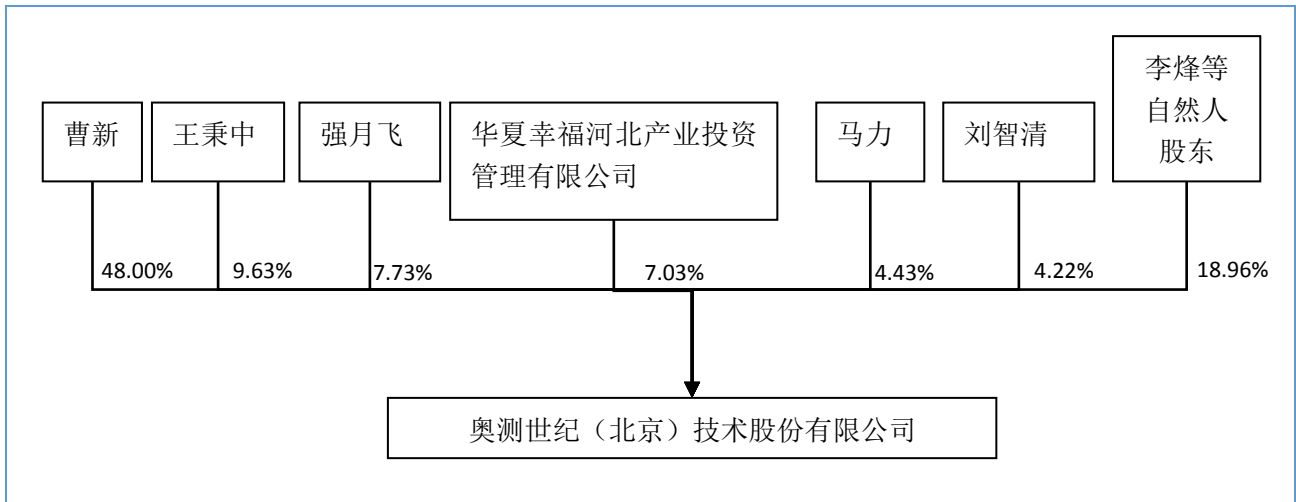 曹新
王秉中
强月飞
华夏幸福河北产业投资
管理有限公司
马力
刘智清
李烽等
自然人
股东
48.00%
9.63%
7.73%
7.03%
4.43%
4.22%
18.96%
奥测世纪（北京）技术股份有限公司